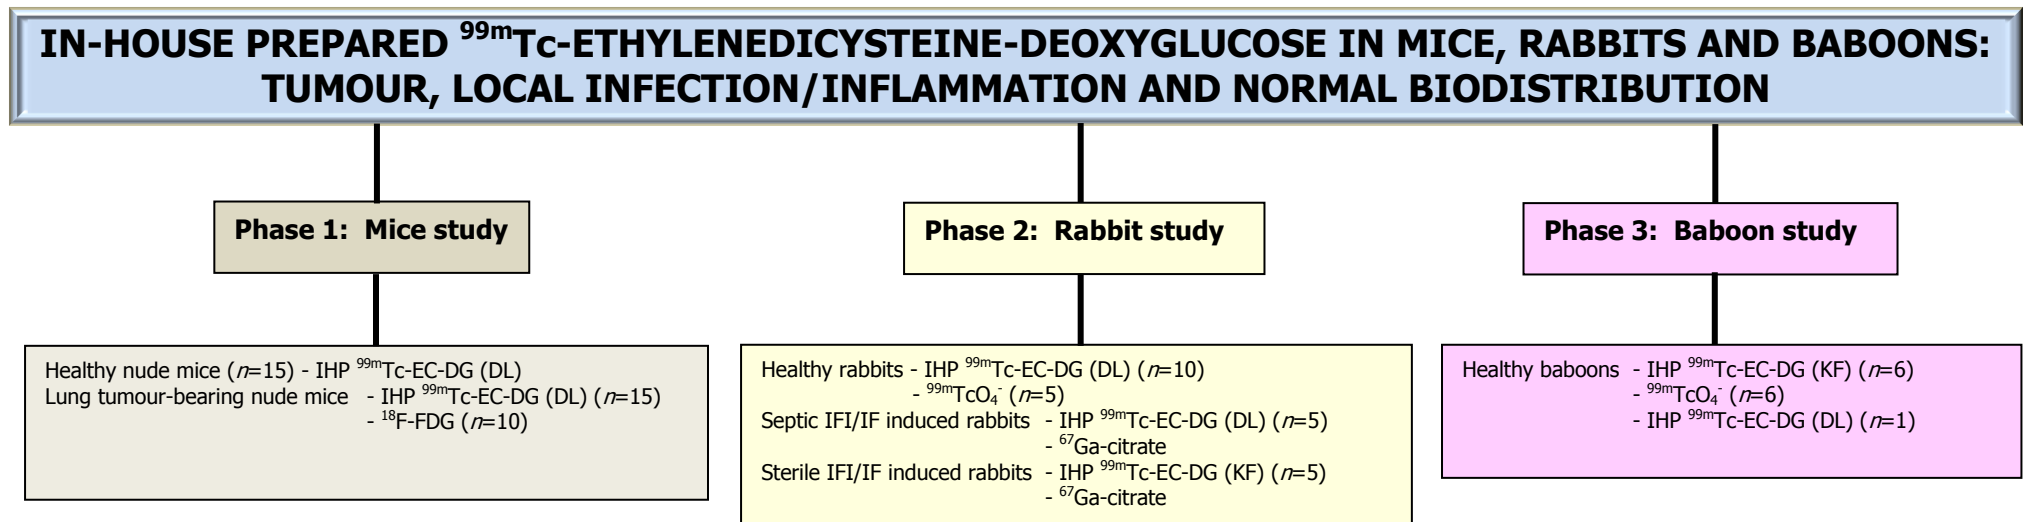 IN-HOUSE PREPARED ⁹⁹ᵐTc-ETHYLENEDICYSTEINE-DEOXYGLUCOSE IN MICE, RABBITS AND BABOONS:
TUMOUR, LOCAL INFECTION/INFLAMMATION AND NORMAL BIODISTRIBUTION
Phase 1: Mice study
Healthy nude mice (n=15) - IHP ⁹⁹ᵐTc-EC-DG (DL)
Lung tumour-bearing nude mice - IHP ⁹⁹ᵐTc-EC-DG (DL) (n=15)
- ¹⁸F-FDG (n=10)
Phase 2: Rabbit study
Healthy rabbits - IHP ⁹⁹ᵐTc-EC-DG (DL) (n=10)
- ⁹⁹ᵐTcO₄⁻ (n=5)
Septic IFI/IF induced rabbits - IHP ⁹⁹ᵐTc-EC-DG (DL) (n=5)
- ⁶⁷Ga-citrate
Sterile IFI/IF induced rabbits - IHP ⁹⁹ᵐTc-EC-DG (KF) (n=5)
- ⁶⁷Ga-citrate
Phase 3: Baboon study
Healthy baboons - IHP ⁹⁹ᵐTc-EC-DG (KF) (n=6)
- ⁹⁹ᵐTcO₄⁻ (n=6)
- IHP ⁹⁹ᵐTc-EC-DG (DL) (n=1)